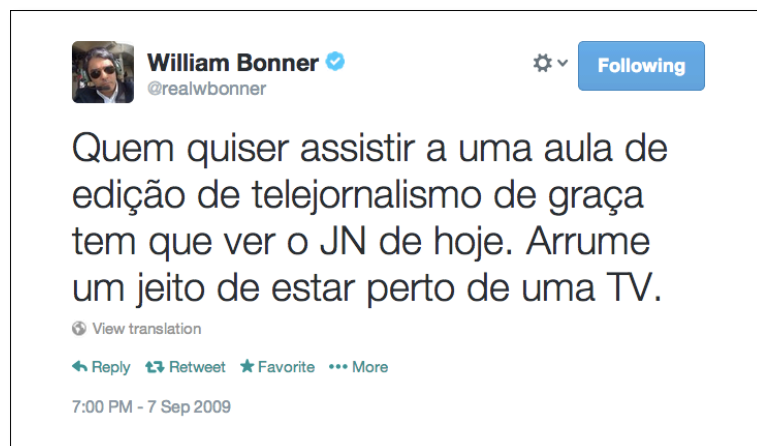 William Bonner
Following
@realwbonner
Quem quiser assistir a uma aula de
edição de telejornalismo de graça
tem que ver o JN de hoje. Arrume
um jeito de estar perto de uma TV.
View translation
Reply Retweet Favorite More
7:00 PM - 7 Sep 2009